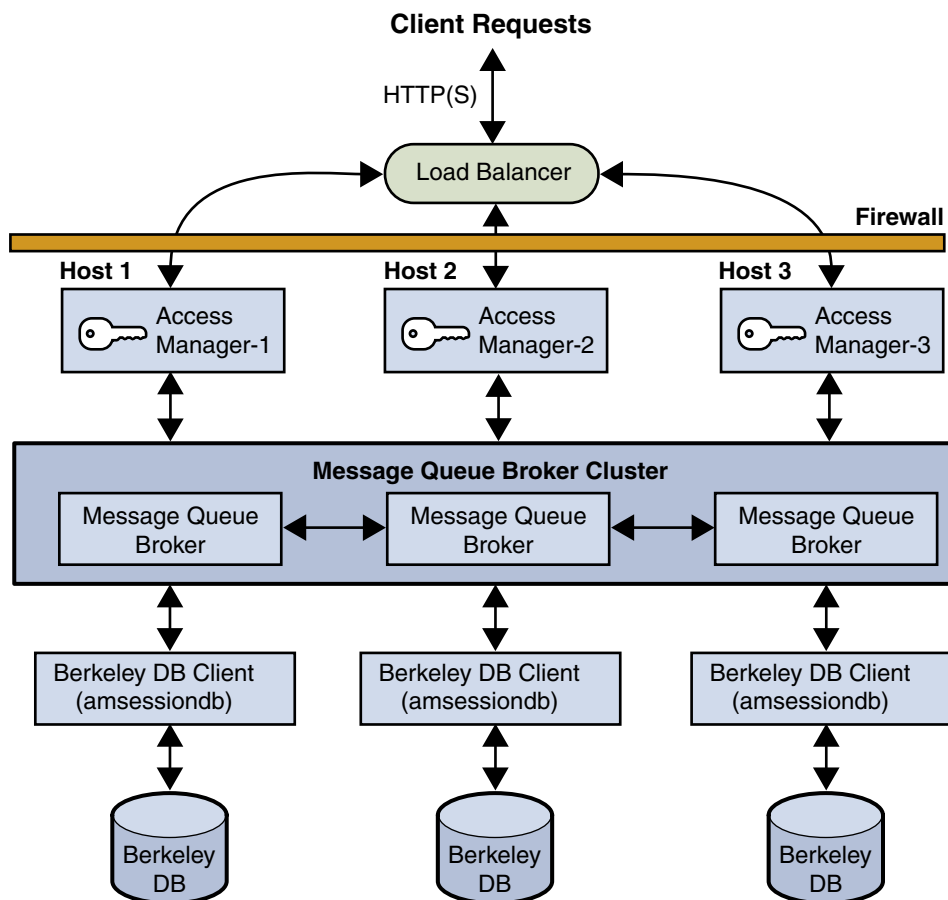 Client Requests
HTTP(S)
Load Balancer
Firewall
Host 1
Host 2
Host 3
Access
Manager-1
Access
Manager-2
Access
Manager-3
Message Queue Broker Cluster
Message Queue
Broker
Message Queue
Broker
Message Queue
Broker
Berkeley DB Client
(amsessiondb)
Berkeley DB Client
(amsessiondb)
Berkeley DB Client
(amsessiondb)
Berkeley
DB
Berkeley
DB
Berkeley
DB